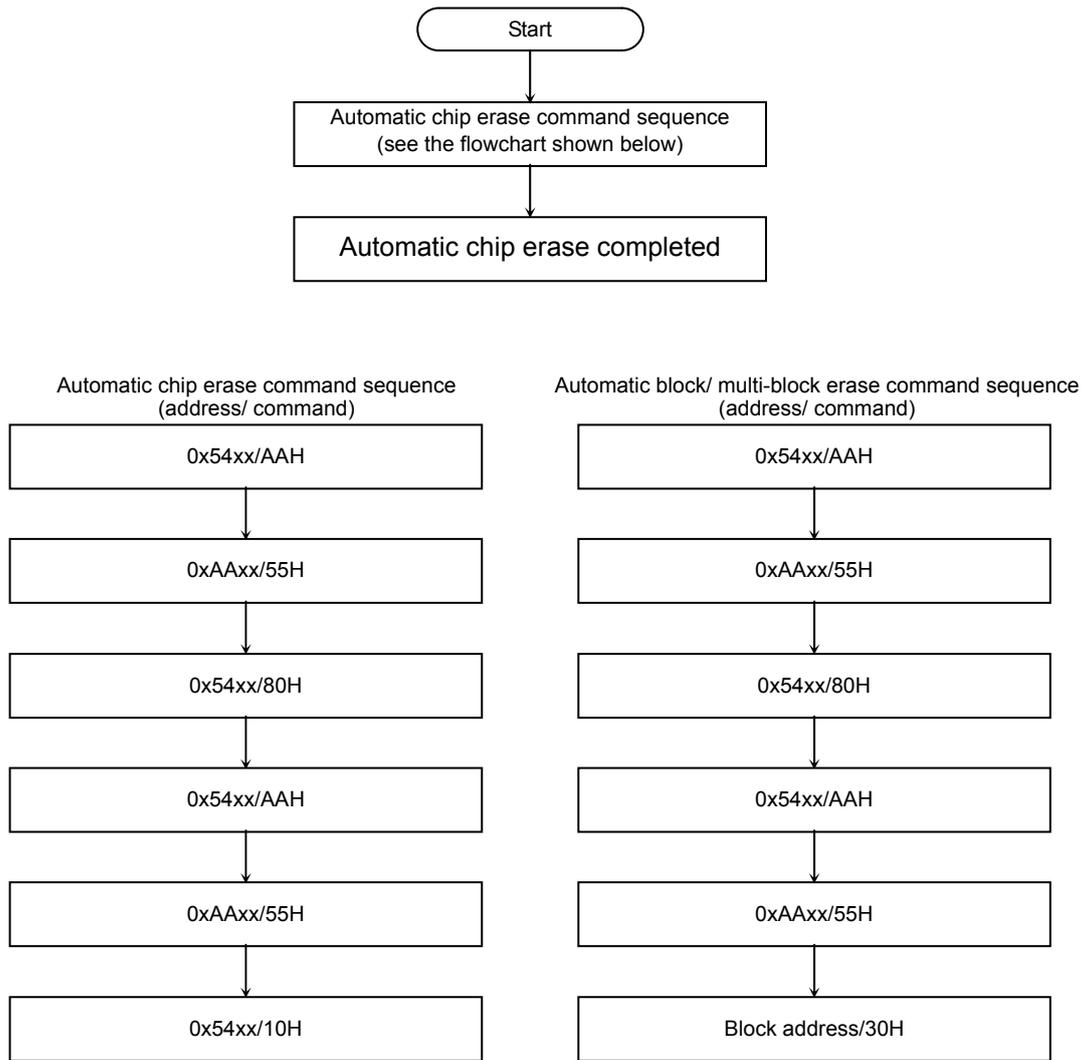 Start
Automatic chip erase command sequence
(see the flowchart shown below)
Automatic chip erase completed
Automatic chip erase command sequence
(address/ command)
0x54xx/AAH
0xAAxx/55H
0x54xx/80H
0x54xx/AAH
0xAAxx/55H
0x54xx/10H
Automatic block/ multi-block erase command sequence
(address/ command)
0x54xx/AAH
0xAAxx/55H
0x54xx/80H
0x54xx/AAH
0xAAxx/55H
Block address/30H